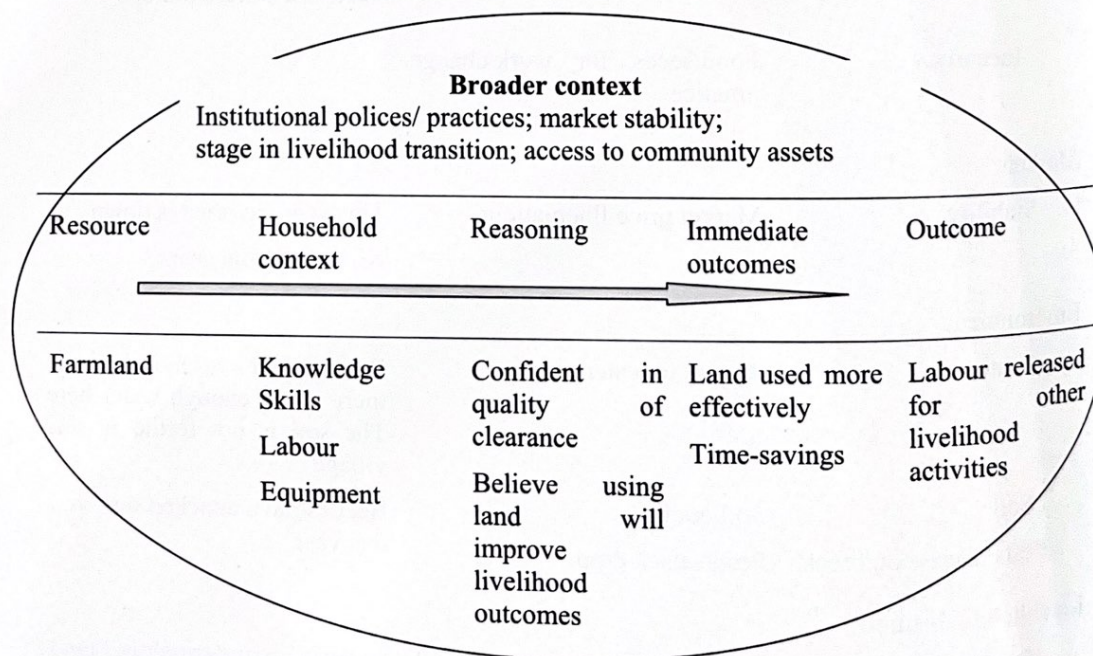 Broader context
Institutional polices/ practices; market stability;
stage in livelihood transition; access to community assets
Resource
Household
context
Reasoning
Immediate
outcomes
Outcome
Farmland
Knowledge
Skills
Labour
Equipment
Confident in
quality of
clearance
Believe using
land will
improve
livelihood
outcomes
Land used more
effectively
Time-savings
Labour released
for other
livelihood
activities